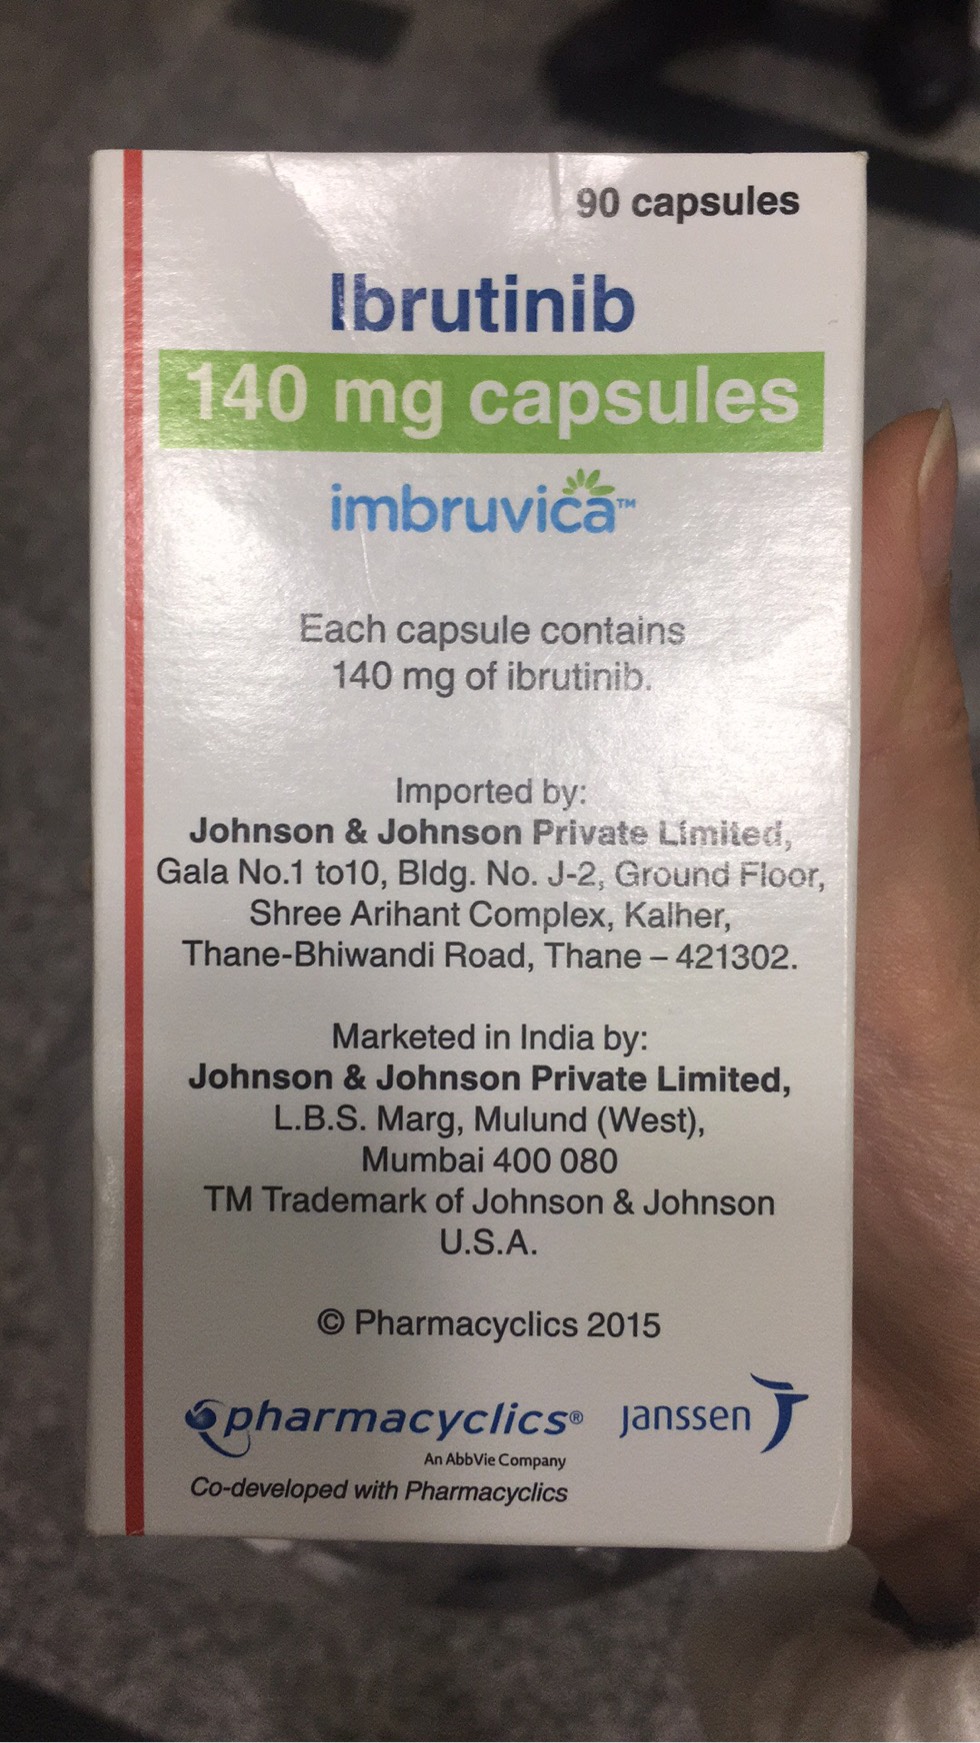 90 capsules
Ibrutinib
140 mg capsules
imbruvica™
Each capsule contains
140 mg of ibrutinib.
Imported by:
Johnson & Johnson Private Limited,
Gala No.1 to10, Bldg. No. J-2, Ground Floor,
Shree Arihant Complex, Kalher,
Thane-Bhiwandi Road, Thane – 421302.
Marketed in India by:
Johnson & Johnson Private Limited,
L.B.S. Marg, Mulund (West),
Mumbai 400 080
TM Trademark of Johnson & Johnson
U.S.A.
© Pharmacyclics 2015
pharmacyclics® janssen
An AbbVie Company
Co-developed with Pharmacyclics